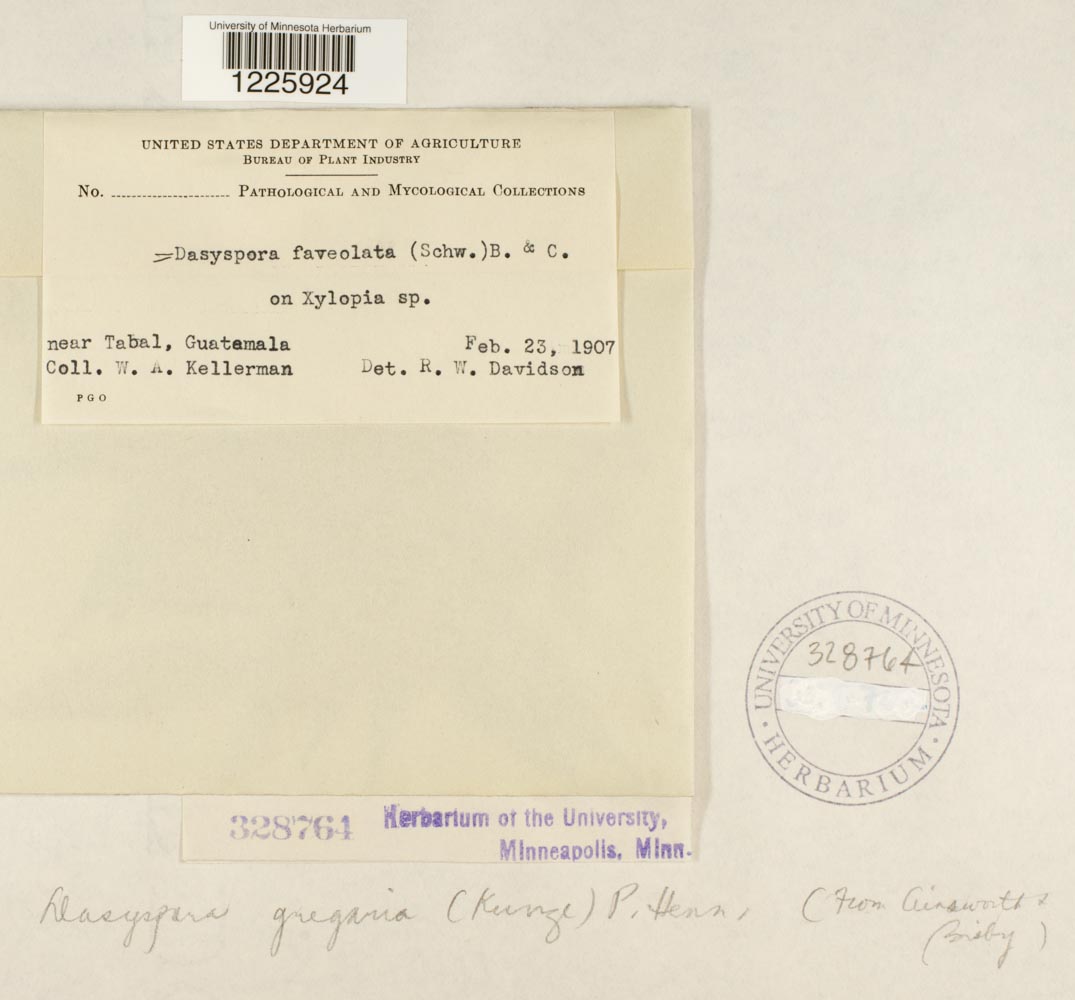 University of Minnesota Herbarium
1225924
UNITED STATES DEPARTMENT OF AGRICULTURE
BUREAU OF PLANT INDUSTRY
No. ........................ PATHOLOGICAL AND MYCOLOGICAL COLLECTIONS
=Dasyspora faveolata (Schw.)B. & C.
on Xylopia sp.
near Tabal, Guatemala Feb. 23, 1907
Coll. W. A. Kellerman Det. R. W. Davidson
P G O
UNIVERSITY OF MINNESOTA
328764
· HERBARIUM ·
328764 Herbarium of the University,
Minneapolis, Minn.
Dasyspora gregaria (Kunze) P. Henn. (From Ainsworth &
Bisby)